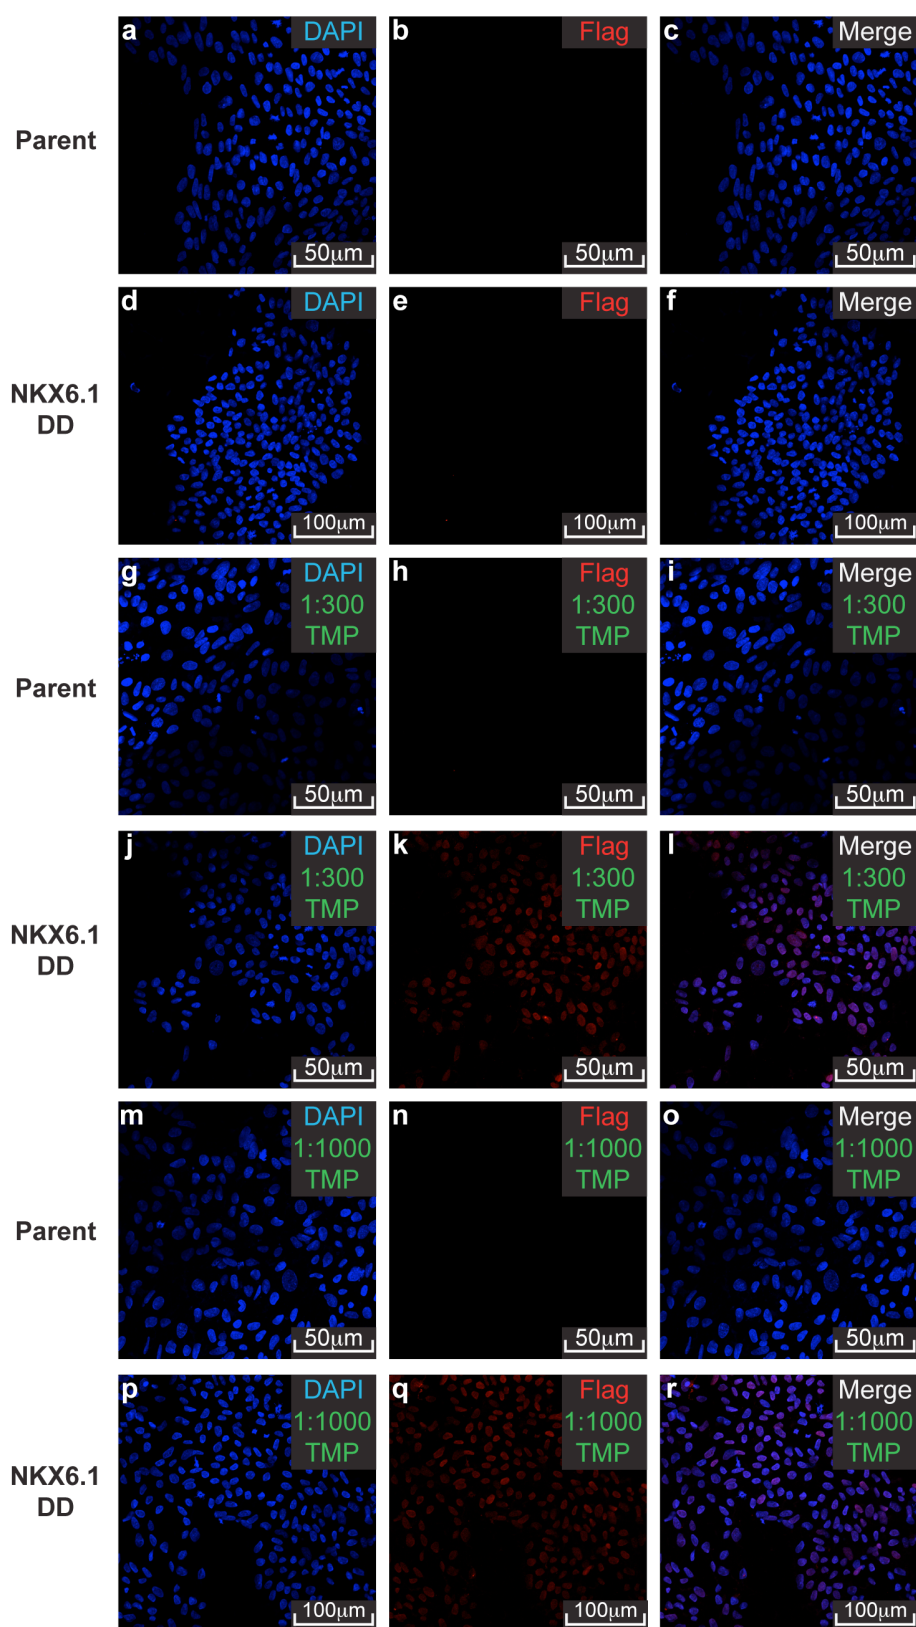 a DAPI b Flag c Merge
Parent
50μm 50μm 50μm
d DAPI e Flag f Merge
NKX6.1
DD
100μm 100μm 100μm
g DAPI h Flag i Merge
1:300 1:300 1:300
TMP TMP TMP
Parent
50μm 50μm 50μm
j DAPI k Flag l Merge
1:300 1:300 1:300
TMP TMP TMP
NKX6.1
DD
50μm 50μm 50μm
m DAPI n Flag o Merge
1:1000 1:1000 1:1000
TMP TMP TMP
Parent
50μm 50μm 50μm
p DAPI q Flag r Merge
1:1000 1:1000 1:1000
TMP TMP TMP
NKX6.1
DD
100μm 100μm 100μm